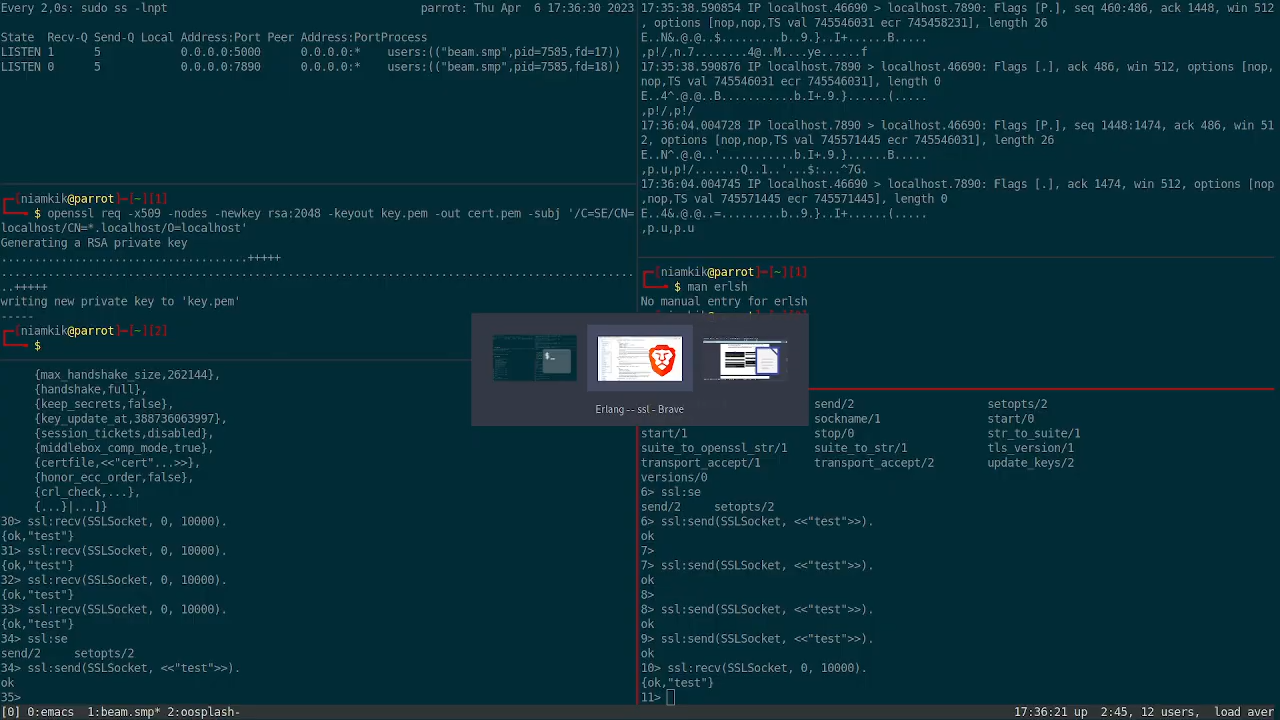 Every 2,0s: sudo ss -lnpt parrot: Thu Apr  6 17:36:30 2023
State  Recv-Q Send-Q Local  Address:Port Peer  Address:PortProcess
LISTEN 1      5            0.0.0.0:5000      0.0.0.0:*    users:(("beam.smp",pid=7585,fd=17))
LISTEN 0      5            0.0.0.0:7890      0.0.0.0:*    users:(("beam.smp",pid=7585,fd=18))
[niamkik@parrot]─[~][1]
$ openssl req -x509 -nodes -newkey rsa:2048 -keyout key.pem -out cert.pem -subj '/C=SE/CN=
localhost/CN=*.localhost/O=localhost'
Generating a RSA private key
.....................................+++++
...............................................................................................
..+++++
writing new private key to 'key.pem'
-----
[niamkik@parrot]─[~][2]
$
{max_handshake_size,262144},
{handshake,full},
{keep_secrets,false},
{key_update_at,388736063997},
{session_tickets,disabled},
{middlebox_comp_mode,true},
{certfile,<<"cert"...>>},
{honor_ecc_order,false},
{crl_check,...},
{...}|...]}
30> ssl:recv(SSLSocket, 0, 10000).
{ok,"test"}
31> ssl:recv(SSLSocket, 0, 10000).
{ok,"test"}
32> ssl:recv(SSLSocket, 0, 10000).
{ok,"test"}
33> ssl:recv(SSLSocket, 0, 10000).
{ok,"test"}
34> ssl:se
send/2     setopts/2
34> ssl:send(SSLSocket, <<"test">>).
ok
35>
17:35:38.590854 IP localhost.46690 > localhost.7890: Flags [P.], seq 460:486, ack 1448, win 512
, options [nop,nop,TS val 745546031 ecr 745458231], length 26
E..N&.@.@..$.........b..9.}..I+......B.....
,p!/,n.7........4@..M....ye......f
17:35:38.590876 IP localhost.7890 > localhost.46690: Flags [.], ack 486, win 512, options [nop,
nop,TS val 745546031 ecr 745546031], length 0
E..4^.@.@..B...........b.I+.9.}......(.....
,p!/,p!/
17:36:04.004728 IP localhost.7890 > localhost.46690: Flags [P.], seq 1448:1474, ack 486, win 51
2, options [nop,nop,TS val 745571445 ecr 745546031], length 26
E..N^.@.@..'...........b.I+.9.}......B.....
,p.u,p!/.......Q..1..'...$:...^7G.
17:36:04.004745 IP localhost.46690 > localhost.7890: Flags [.], ack 1474, win 512, options [nop
,nop,TS val 745571445 ecr 745571445], length 0
E..4&.@.@..=.........b..9.}..I+......(.....
,p.u,p.u
[niamkik@parrot]─[~][1]
$ man erlsh
No manual entry for erlsh
Erlang -- ssl - Brave
send/2 setopts/2
sockname/1 start/0
start/1 stop/0 str_to_suite/1
suite_to_openssl_str/1 suite_to_str/1 tls_version/1
transport_accept/1 transport_accept/2 update_keys/2
versions/0
6> ssl:se
send/2     setopts/2
6> ssl:send(SSLSocket, <<"test">>).
ok
7>
7> ssl:send(SSLSocket, <<"test">>).
ok
8>
8> ssl:send(SSLSocket, <<"test">>).
ok
9> ssl:send(SSLSocket, <<"test">>).
ok
10> ssl:recv(SSLSocket, 0, 10000).
{ok,"test"}
11>
[0] 0:emacs  1:beam.smp* 2:oosplash- 17:36:21 up  2:45, 12 users,  load aver